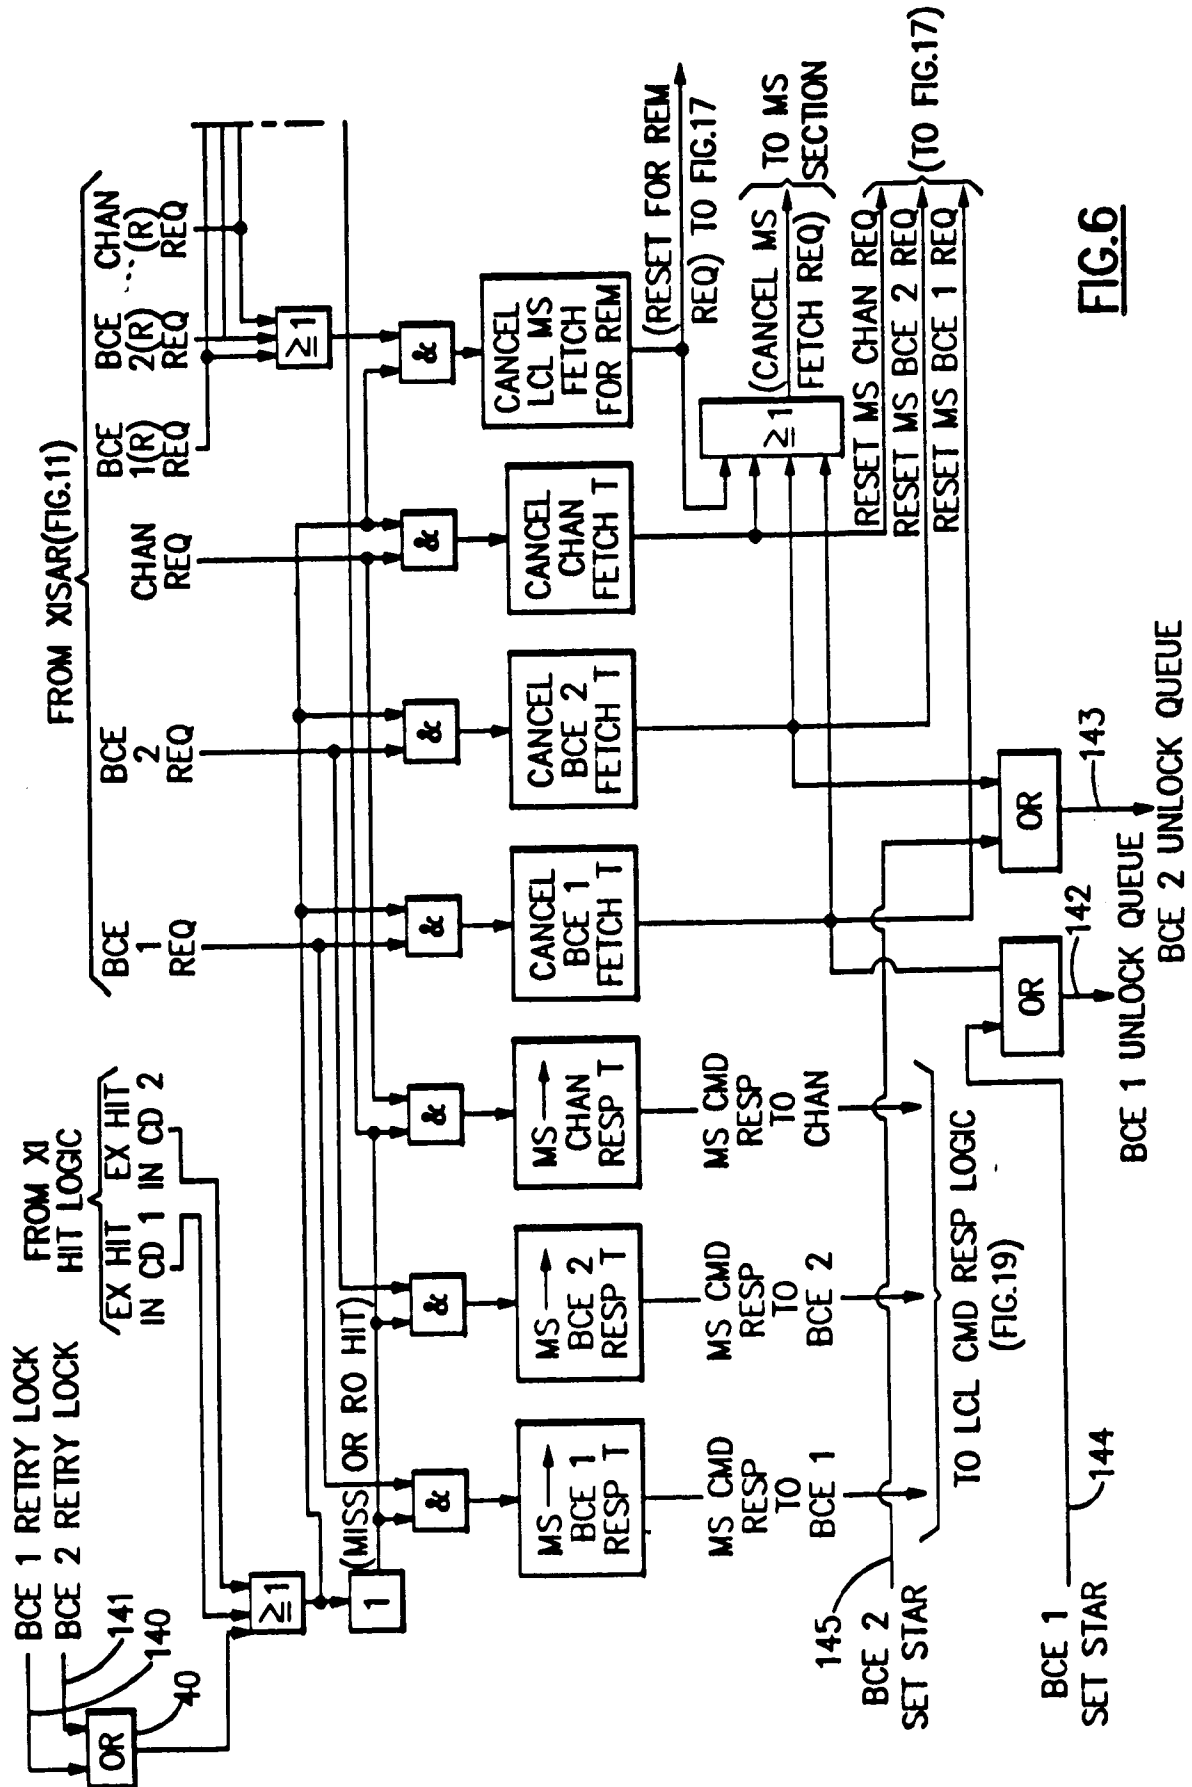 BCE 1 RETRY LOCK
BCE 2 RETRY LOCK
141
140
OR
40
FROM XI
HIT LOGIC
EX HIT
IN CD 1
EX HIT
IN CD 2
FROM XISAR(FIG.11)
BCE
1
REQ
BCE
2
REQ
CHAN
REQ
BCE
1(R)
REQ
BCE
2(R)
REQ
CHAN
(R)
REQ
≥1
≥1
1
(MISS OR RO HIT)
&
&
&
&
&
&
&
MS→
BCE 1
RESP T
MS→
BCE 2
RESP T
MS→
CHAN
RESP T
CANCEL
BCE 1
FETCH T
CANCEL
BCE 2
FETCH T
CANCEL
CHAN
FETCH T
CANCEL
LCL MS
FETCH
FOR REM
MS CMD
RESP
TO
BCE 1
MS CMD
RESP
TO
BCE 2
MS CMD
RESP
TO
CHAN
(RESET FOR REM
REQ) TO FIG.17
≥1
(CANCEL MS
FETCH REQ)
TO MS
SECTION
RESET MS CHAN REQ
RESET MS BCE 2 REQ
RESET MS BCE 1 REQ
(TO FIG.17)
145
BCE 2
SET STAR
TO LCL CMD RESP LOGIC
(FIG.19)
BCE 1
SET STAR
144
OR
OR
142
143
BCE 1 UNLOCK QUEUE
BCE 2 UNLOCK QUEUE
FIG.6